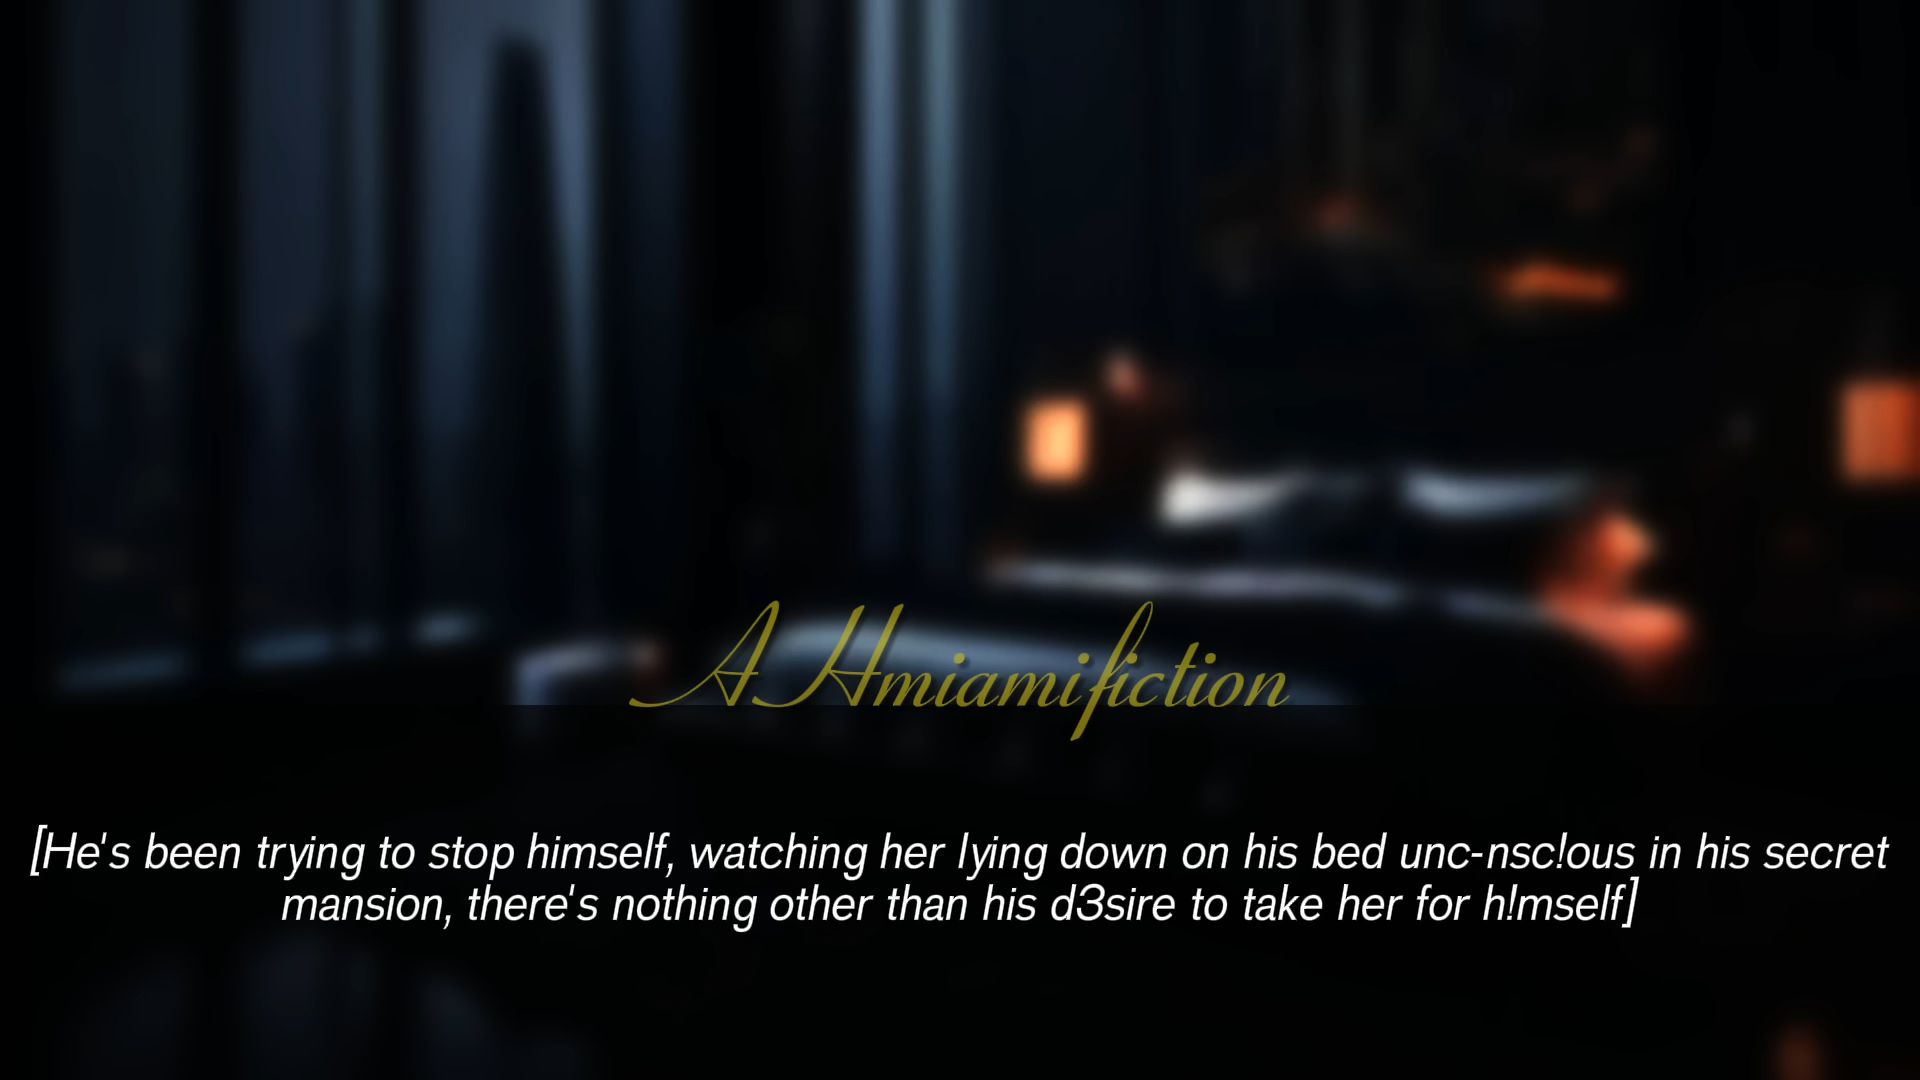 AHmiamifiction
[He's been trying to stop himself, watching her lying down on his bed unc-nsc!ous in his secret
mansion, there's nothing other than his d3sire to take her for h!mself]